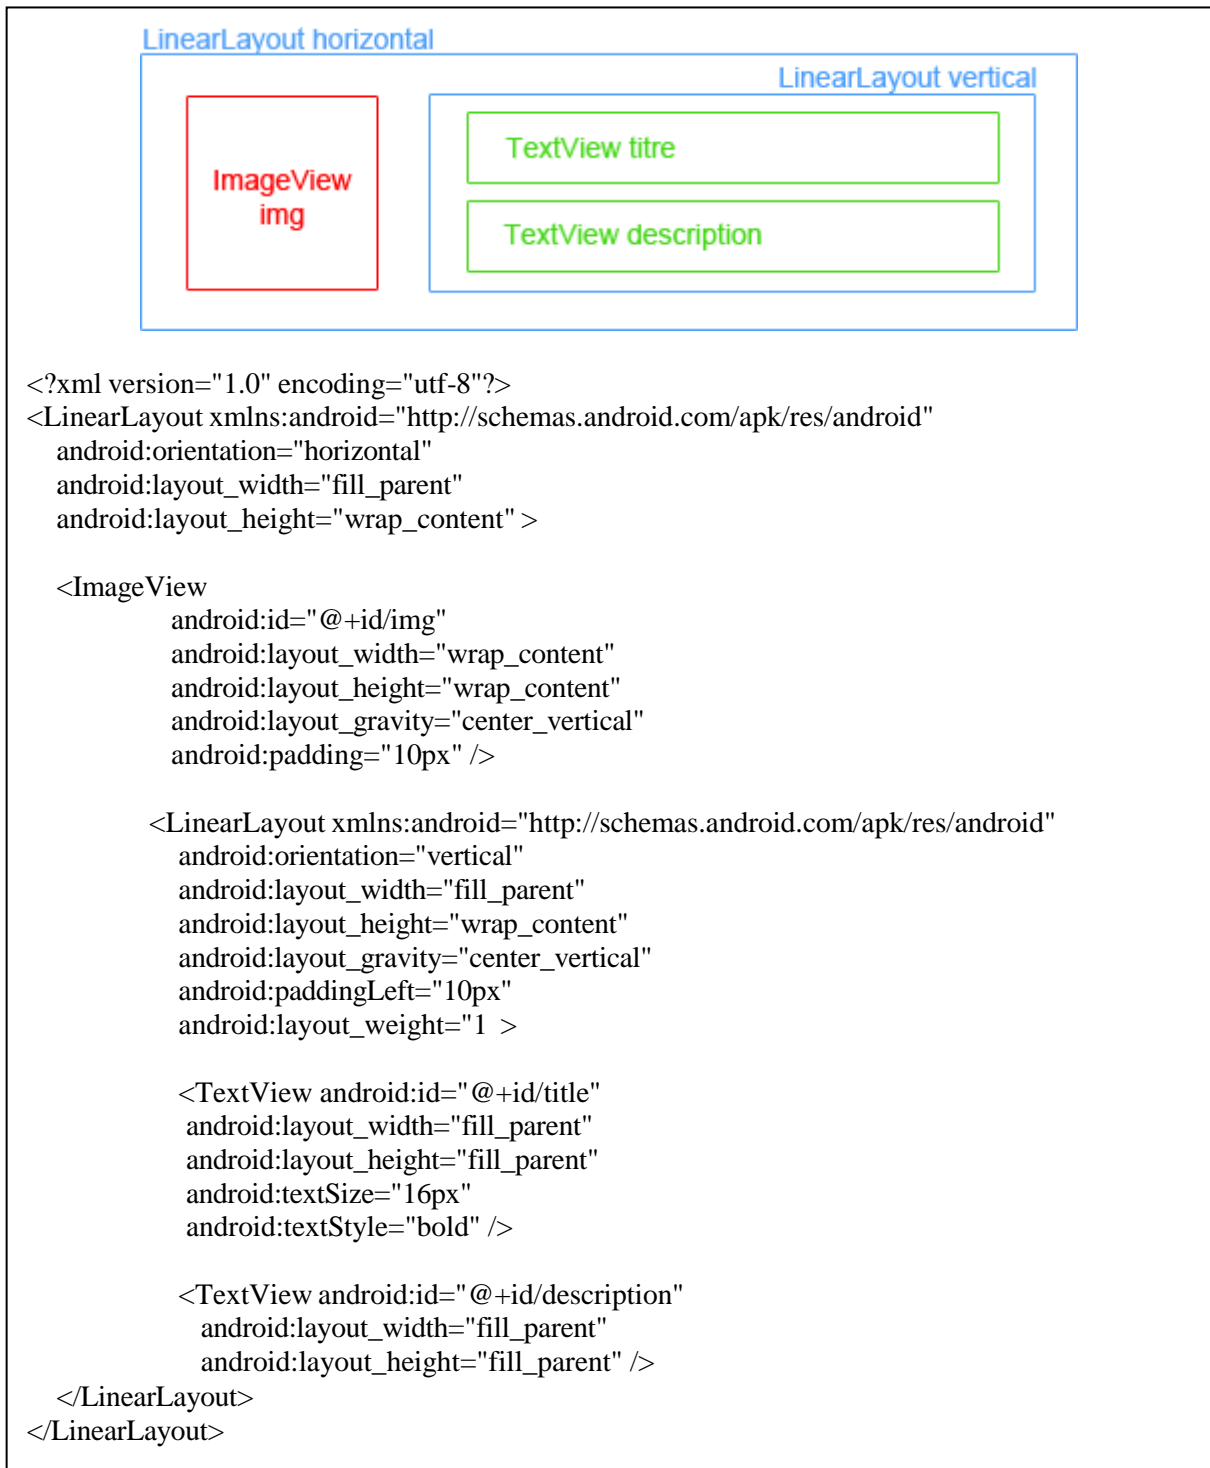 LinearLayout horizontal
LinearLayout vertical
ImageView
img
TextView titre
TextView description
<?xml version="1.0" encoding="utf-8"?>
<LinearLayout xmlns:android="http://schemas.android.com/apk/res/android"
android:orientation="horizontal"
android:layout_width="fill_parent"
android:layout_height="wrap_content" >
<ImageView
android:id="@+id/img"
android:layout_width="wrap_content"
android:layout_height="wrap_content"
android:layout_gravity="center_vertical"
android:padding="10px" />
<LinearLayout xmlns:android="http://schemas.android.com/apk/res/android"
android:orientation="vertical"
android:layout_width="fill_parent"
android:layout_height="wrap_content"
android:layout_gravity="center_vertical"
android:paddingLeft="10px"
android:layout_weight="1 >
<TextView android:id="@+id/title"
android:layout_width="fill_parent"
android:layout_height="fill_parent"
android:textSize="16px"
android:textStyle="bold" />
<TextView android:id="@+id/description"
android:layout_width="fill_parent"
android:layout_height="fill_parent" />
</LinearLayout>
</LinearLayout>